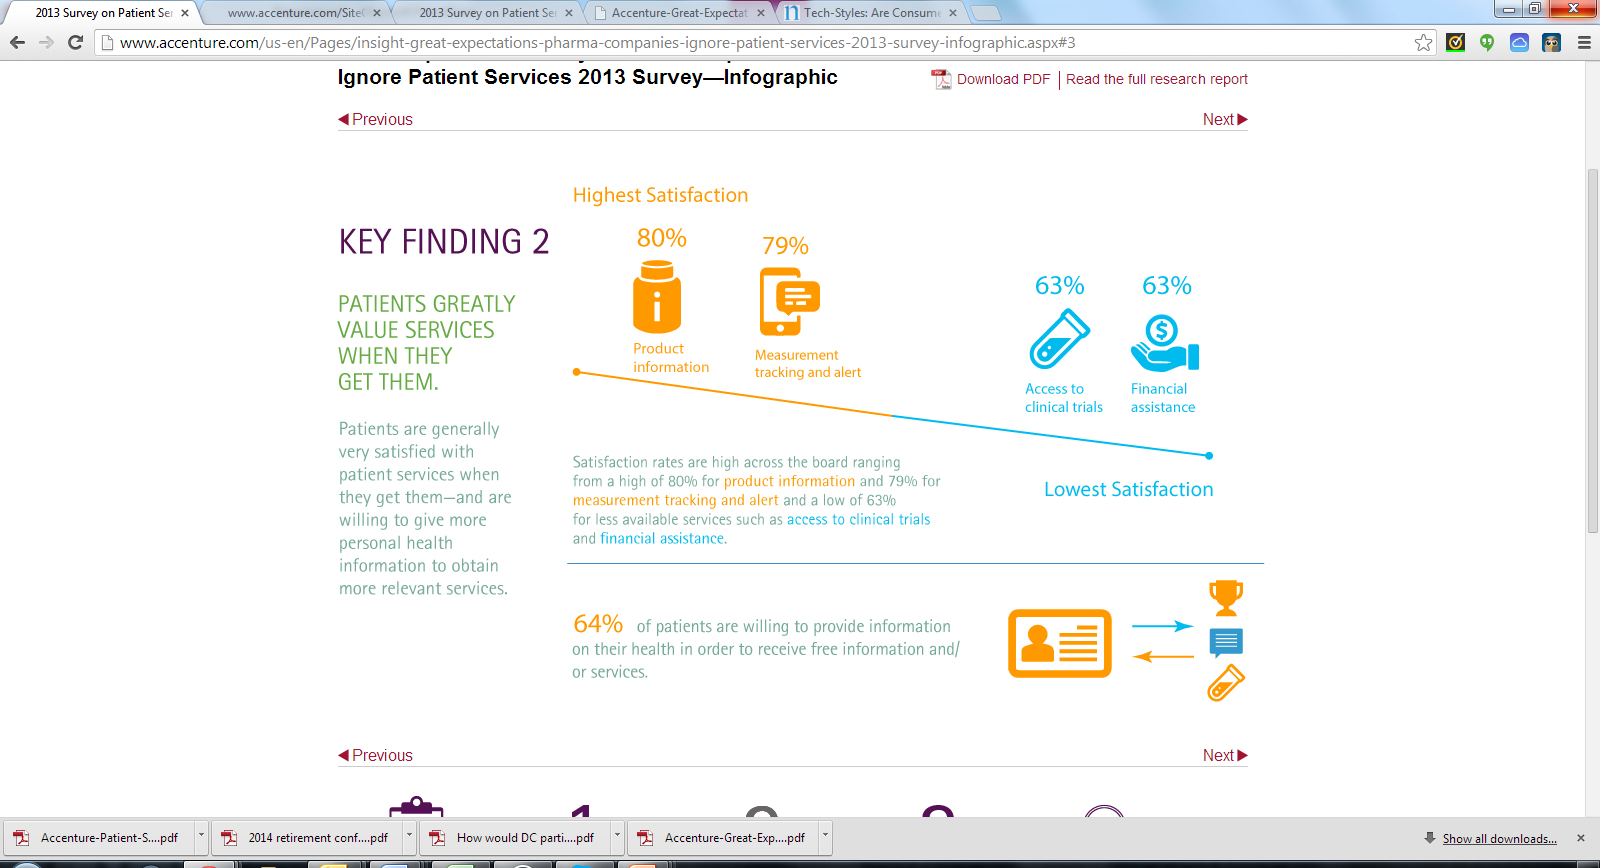 2013 Survey on Patient Ser
www.accenture.com/Site
2013 Survey on Patient Se
Accenture-Great-Expectat
Tech-Styles: Are Consume
www.accenture.com/us-en/Pages/insight-great-expectations-pharma-companies-ignore-patient-services-2013-survey-infographic.aspx#3
Ignore Patient Services 2013 Survey—Infographic
Download PDF | Read the full research report
Previous
Next
Highest Satisfaction
KEY FINDING 2
80%
79%
63%
63%
PATIENTS GREATLY
VALUE SERVICES
WHEN THEY
GET THEM.
Product
information
Measurement
tracking and alert
Access to
clinical trials
Financial
assistance
Patients are generally
very satisfied with
patient services when
they get them—and are
willing to give more
personal health
information to obtain
more relevant services.
Satisfaction rates are high across the board ranging
from a high of 80% for product information and 79% for
measurement tracking and alert and a low of 63%
for less available services such as access to clinical trials
and financial assistance.
Lowest Satisfaction
64% of patients are willing to provide information
on their health in order to receive free information and/
or services.
Previous
Next
Accenture-Patient-S....pdf
2014 retirement conf....pdf
How would DC parti....pdf
Accenture-Great-Exp....pdf
Show all downloads...